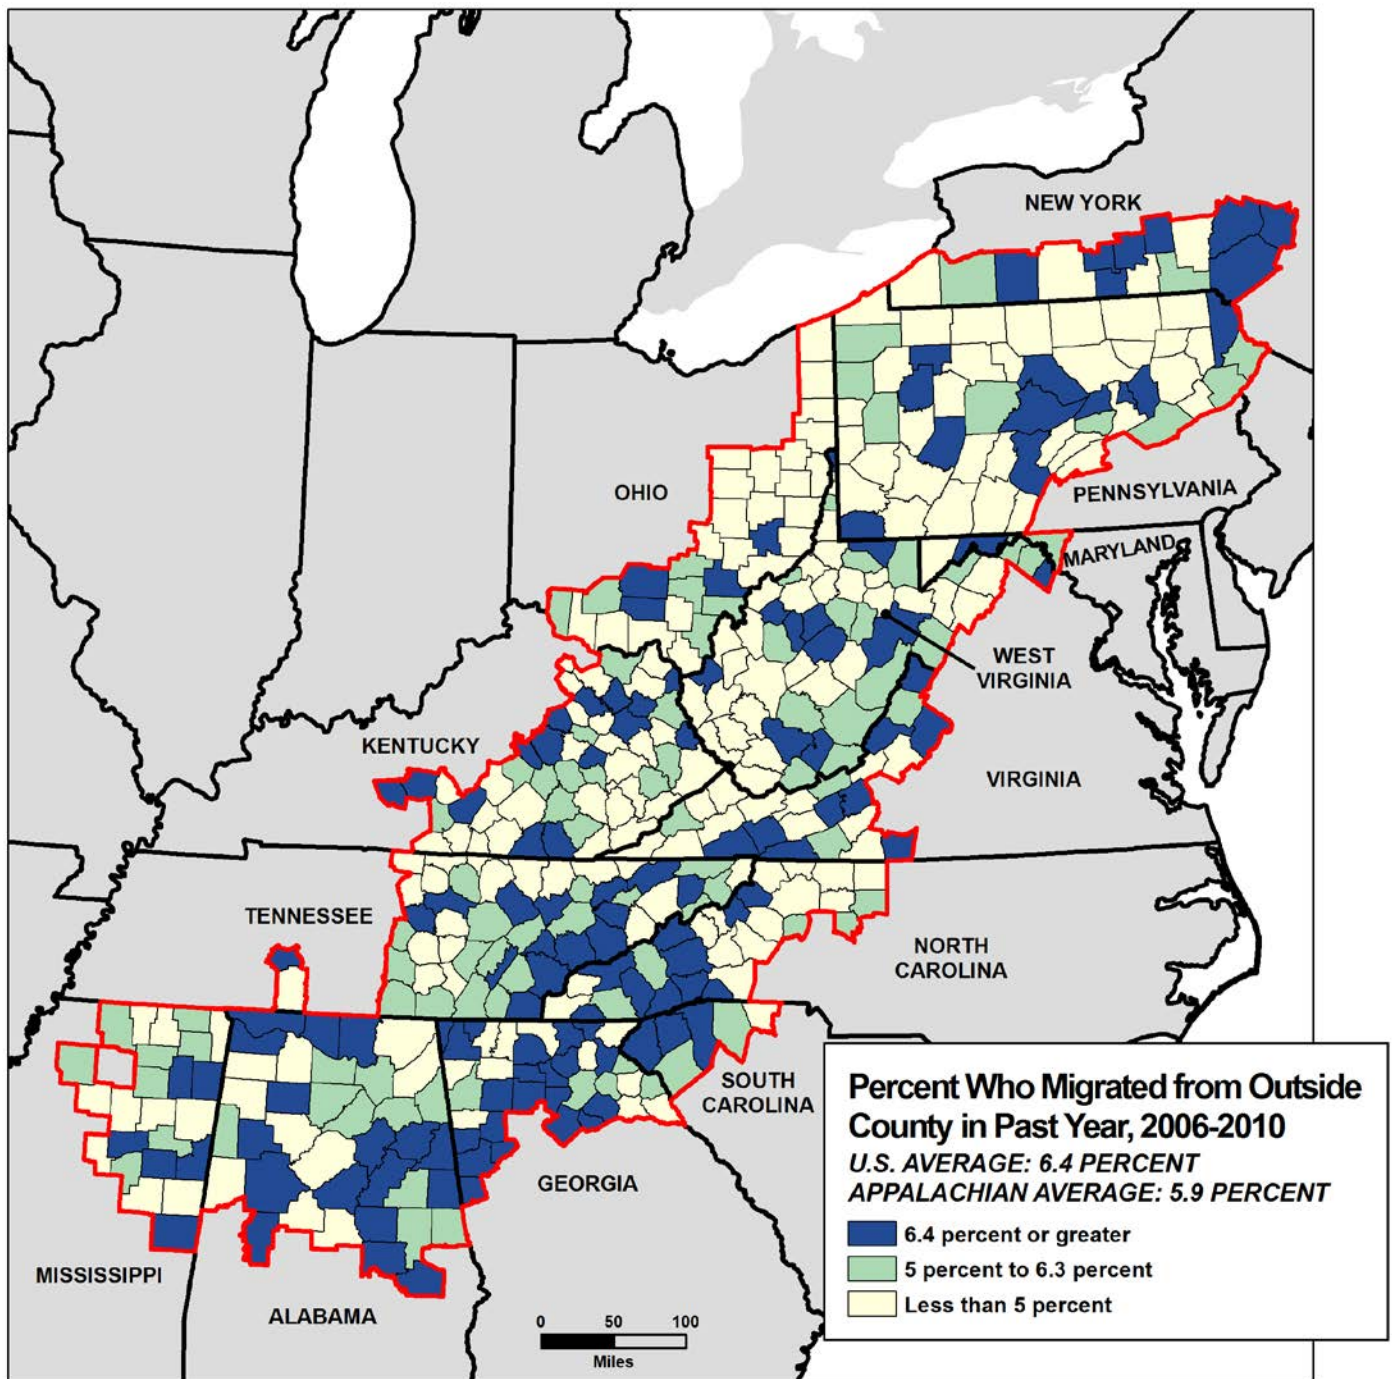 NEW YORK
OHIO
PENNSYLVANIA
MARYLAND
WEST
VIRGINIA
KENTUCKY
VIRGINIA
TENNESSEE
NORTH
CAROLINA
SOUTH
CAROLINA
GEORGIA
MISSISSIPPI
ALABAMA
0 50 100
Miles
Percent Who Migrated from Outside
County in Past Year, 2006-2010
U.S. AVERAGE: 6.4 PERCENT
APPALACHIAN AVERAGE: 5.9 PERCENT
6.4 percent or greater
5 percent to 6.3 percent
Less than 5 percent